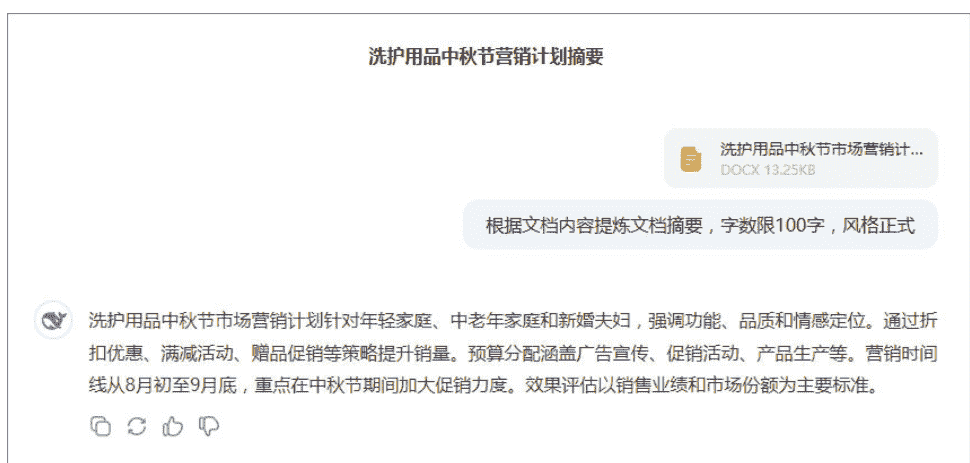 洗护用品中秋节营销计划摘要
洗护用品中秋节市场营销计...
DOCX 13.25KB
根据文档内容提炼文档摘要，字数限100字，风格正式
洗护用品中秋节市场营销计划针对年轻家庭、中老年家庭和新婚夫妇，强调功能、品质和情感定位。通过折
扣优惠、满减活动、赠品促销等策略提升销量。预算分配涵盖广告宣传、促销活动、产品生产等。营销时间
线从8月初至9月底，重点在中秋节期间加大促销力度。效果评估以销售业绩和市场份额为主要标准。